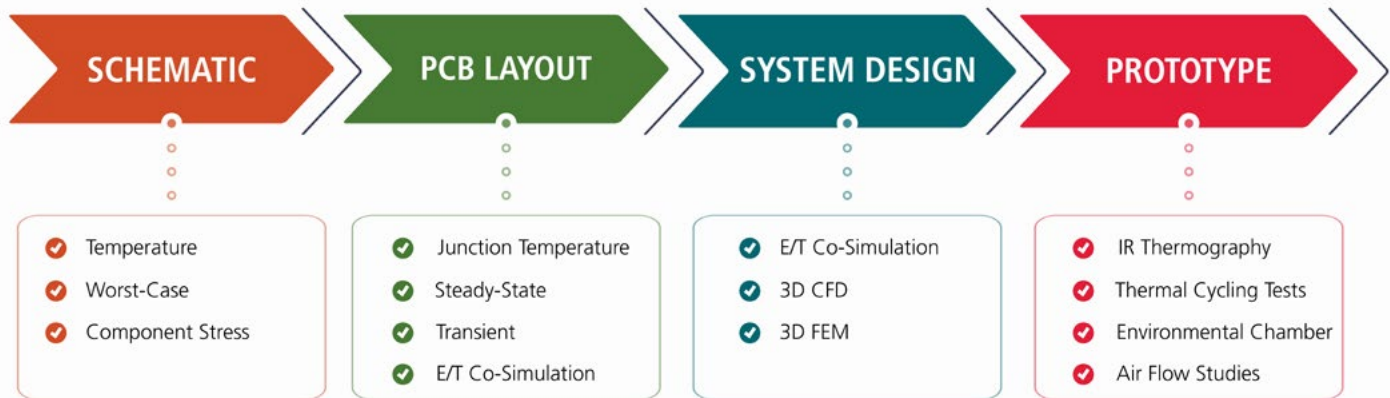 SCHEMATIC
PCB LAYOUT
SYSTEM DESIGN
PROTOTYPE
Temperature
Worst-Case
Component Stress
Junction Temperature
Steady-State
Transient
E/T Co-Simulation
E/T Co-Simulation
3D CFD
3D FEM
IR Thermography
Thermal Cycling Tests
Environmental Chamber
Air Flow Studies